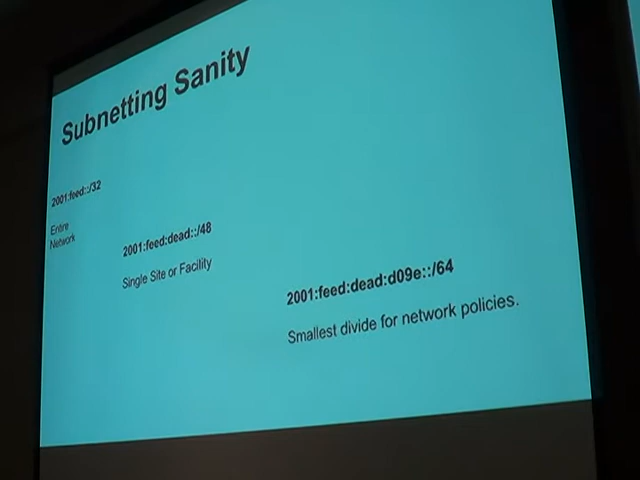 Subnetting Sanity
2001:feed::/32
Entire
Network
2001:feed:dead::/48
Single Site or Facility
2001:feed:dead:d09e::/64
Smallest divide for network policies.